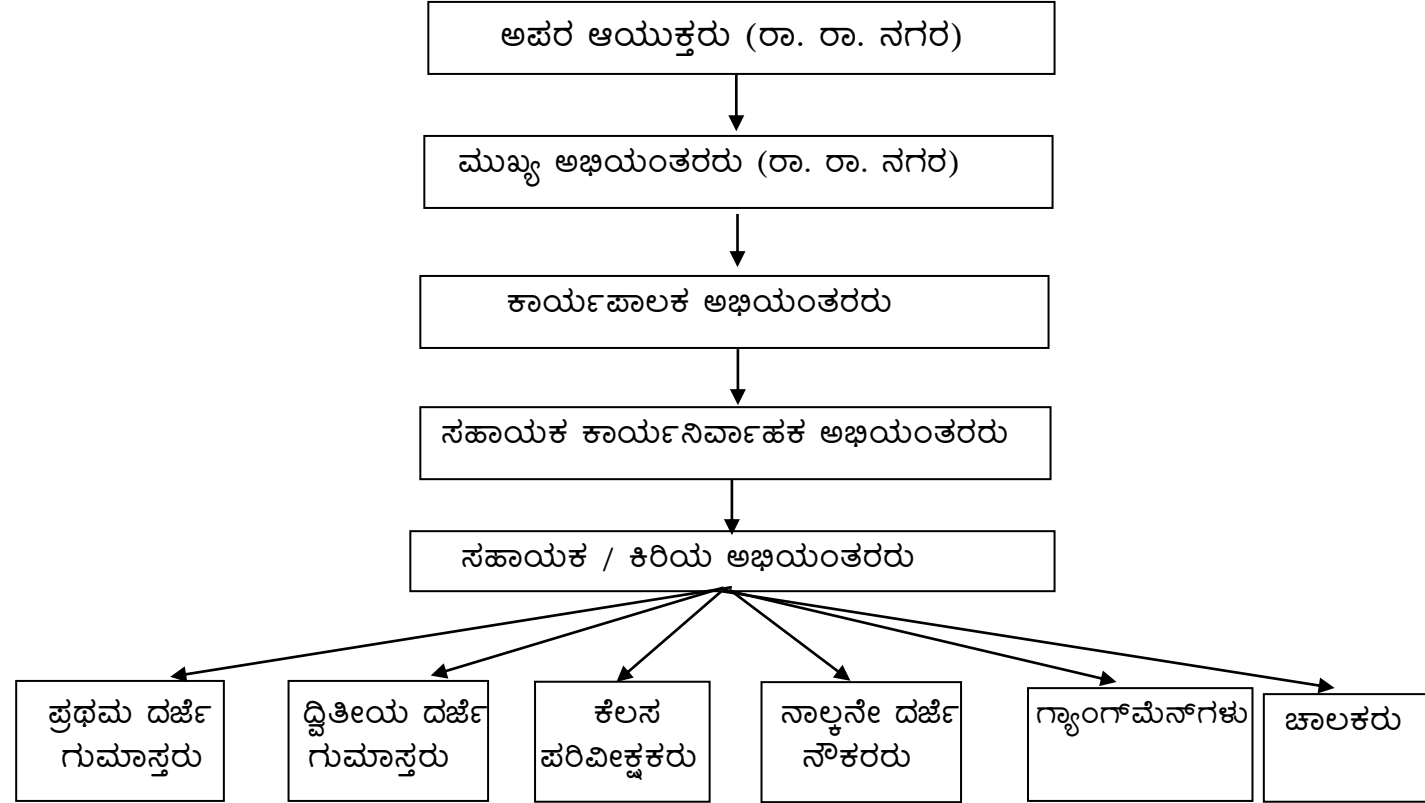 ಅಪರ ಆಯುಕ್ತರು (ರಾ. ರಾ. ನಗರ)
ಮುಖ್ಯ ಅಭಿಯಂತರರು (ರಾ. ರಾ. ನಗರ)
ಕಾರ್ಯಪಾಲಕ ಅಭಿಯಂತರರು
ಸಹಾಯಕ ಕಾರ್ಯನಿರ್ವಾಹಕ ಅಭಿಯಂತರರು
ಸಹಾಯಕ / ಕಿರಿಯ ಅಭಿಯಂತರರು
ಪ್ರಥಮ ದರ್ಜೆ
ಗುಮಾಸ್ತರು
ದ್ವಿತೀಯ ದರ್ಜೆ
ಗುಮಾಸ್ತರು
ಕೆಲಸ
ಪರಿವೀಕ್ಷಕರು
ನಾಲ್ಕನೇ ದರ್ಜೆ
ನೌಕರರು
ಗ್ಯಾಂಗ್‌ಮೆನ್‌ಗಳು
ಚಾಲಕರು